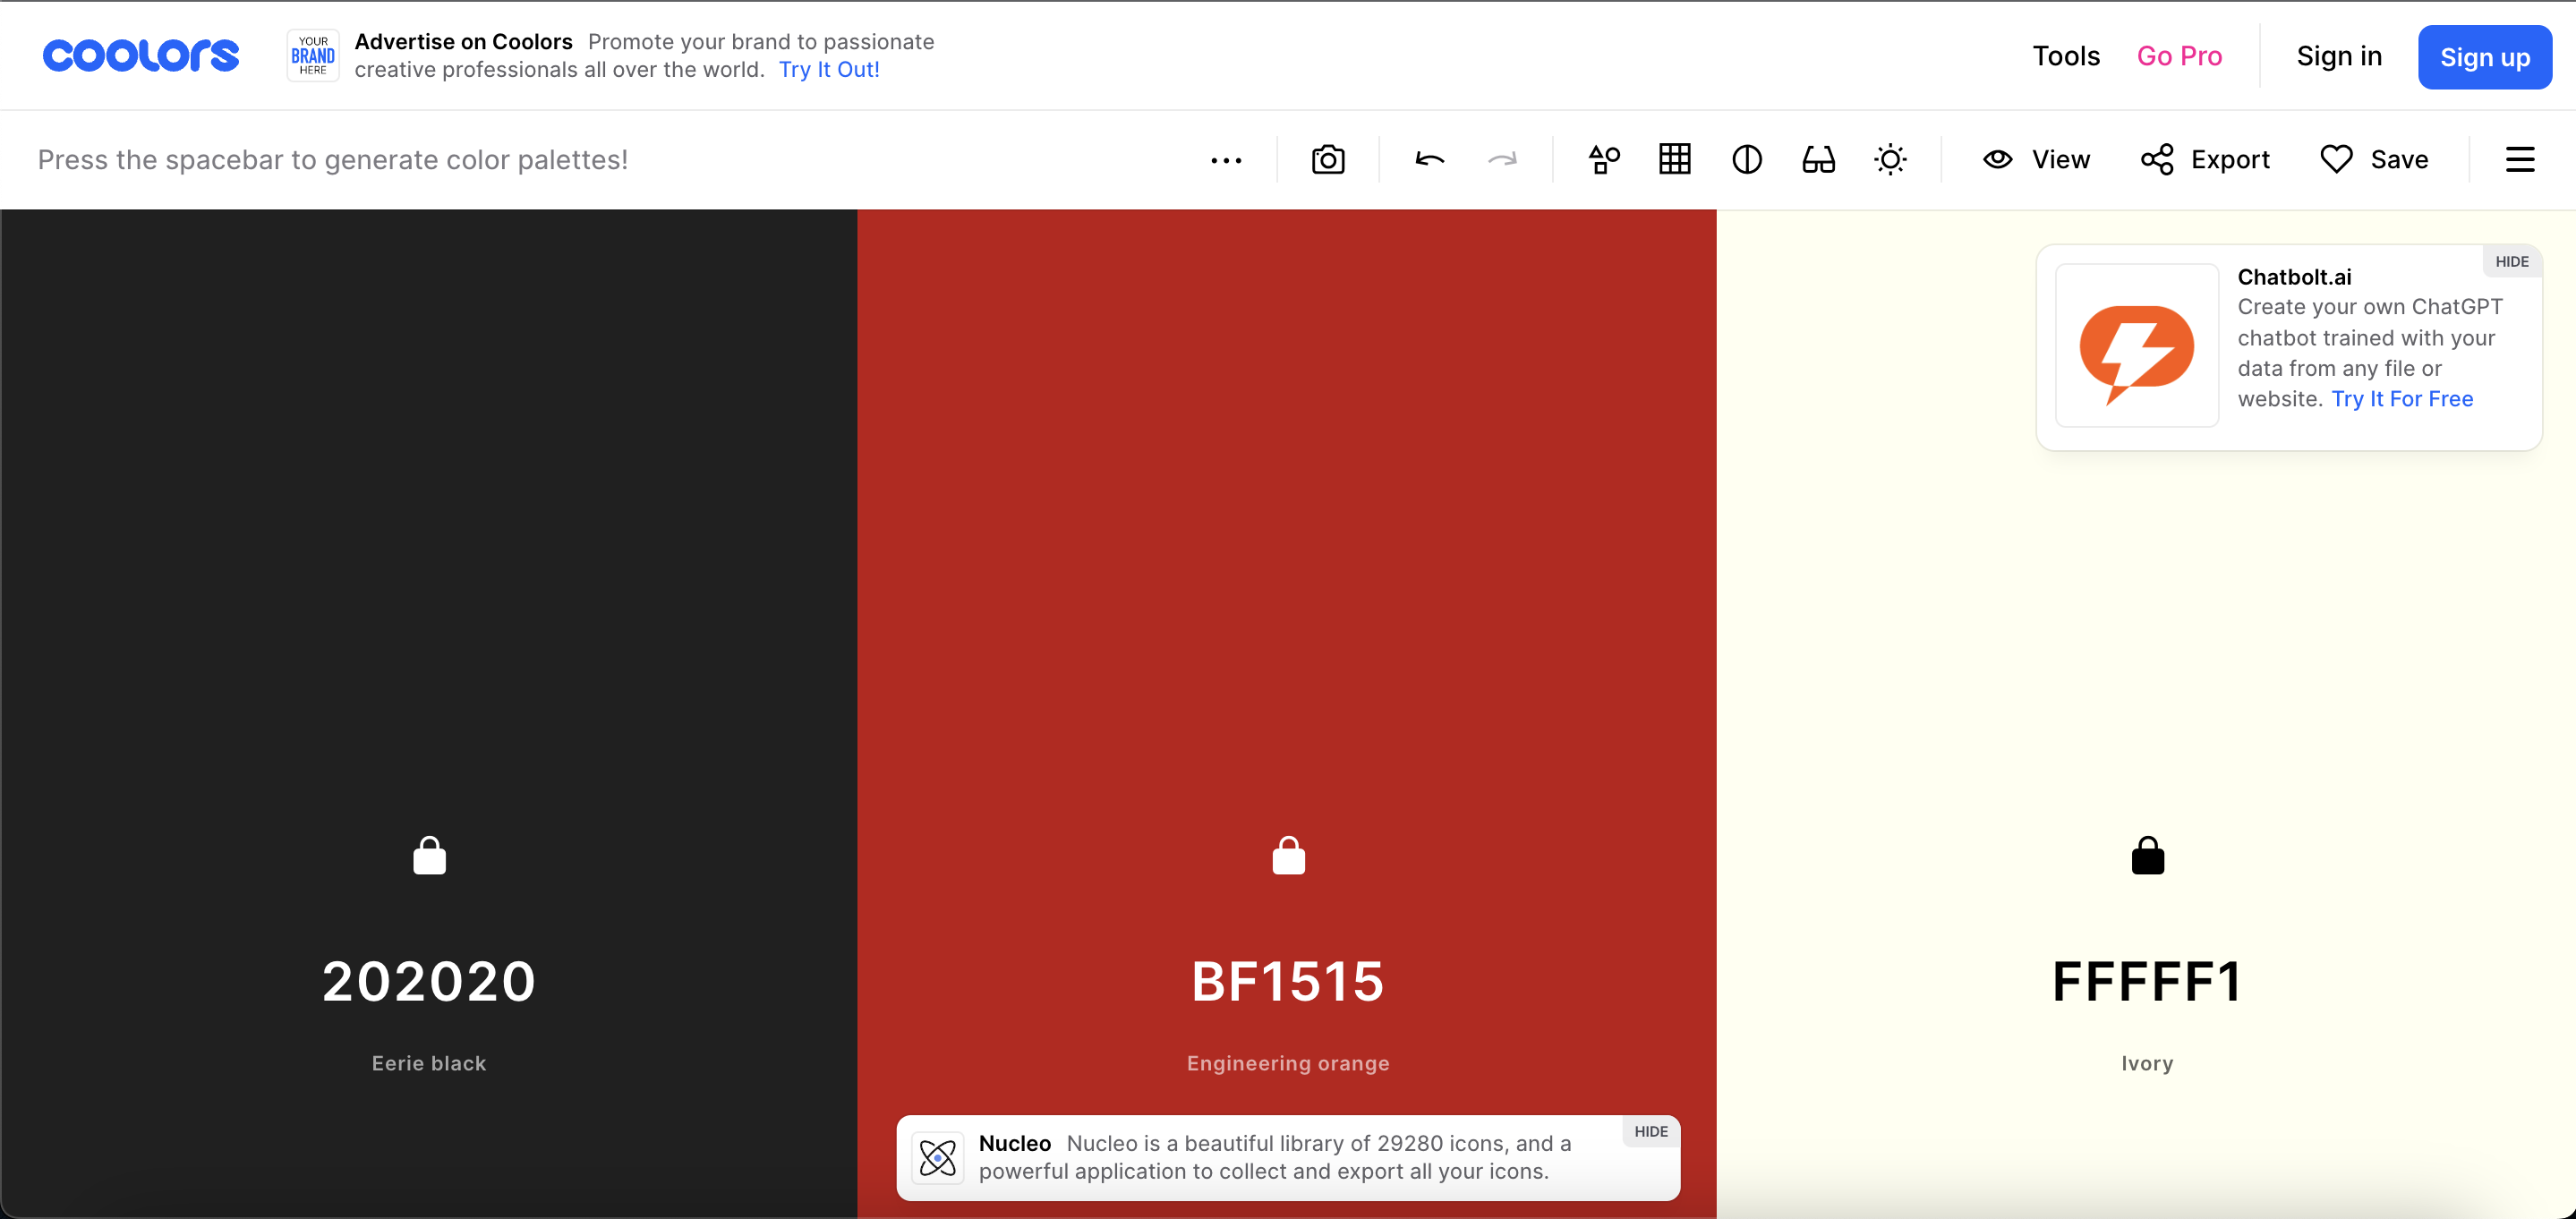 coolors
YOUR
BRAND
HERE
Advertise on Coolors Promote your brand to passionate
creative professionals all over the world. Try It Out!
Tools Go Pro Sign in Sign up
Press the spacebar to generate color palettes!
View Export Save
HIDE
Chatbolt.ai
Create your own ChatGPT
chatbot trained with your
data from any file or
website. Try It For Free
202020
Eerie black
BF1515
Engineering orange
FFFFF1
Ivory
HIDE
Nucleo Nucleo is a beautiful library of 29280 icons, and a
powerful application to collect and export all your icons.